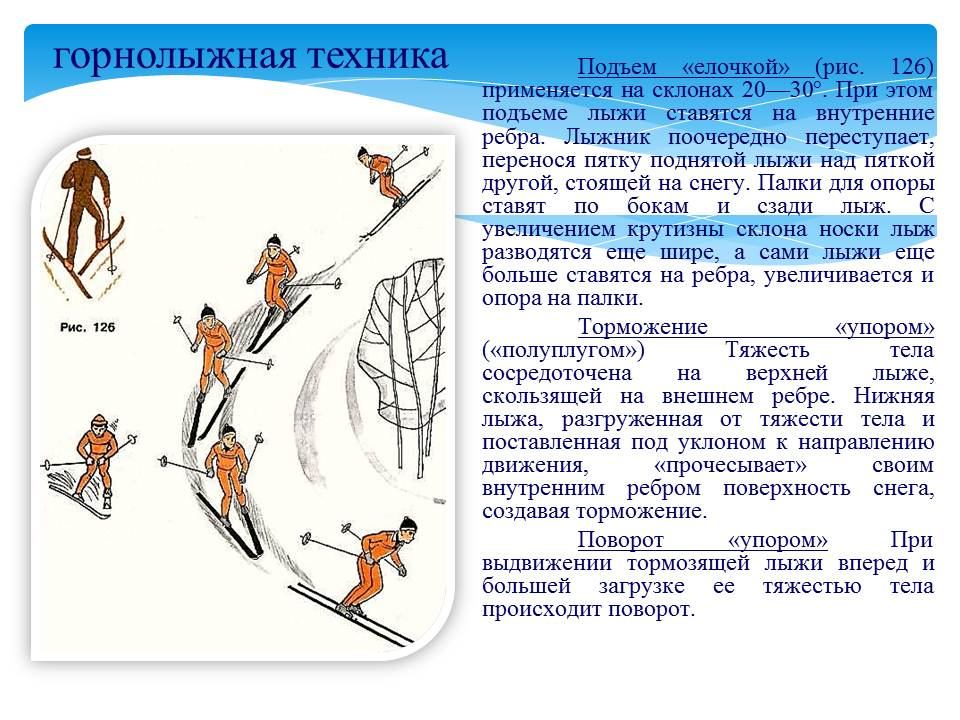 горнолыжная техника
Подъем «елочкой» (рис. 126)
применяется на склонах 20—30°. При этом
подъеме лыжи ставятся на внутренние
ребра. Лыжник поочередно переступает,
перенося пятку поднятой лыжи над пяткой
другой, стоящей на снегу. Палки для опоры
ставят по бокам и сзади лыж. С
увеличением крутизны склона носки лыж
разводятся еще шире, а сами лыжи еще
больше ставятся на ребра, увеличивается и
опора на палки.
Торможение «упором»
(«полуплугом») Тяжесть тела
сосредоточена на верхней лыже,
скользящей на внешнем ребре. Нижняя
лыжа, разгруженная от тяжести тела и
поставленная под уклоном к направлению
движения, «прочесывает» своим
внутренним ребром поверхность снега,
создавая торможение.
Поворот «упором» При
выдвижении тормозящей лыжи вперед и
большей загрузке ее тяжестью тела
происходит поворот.
Рис. 126